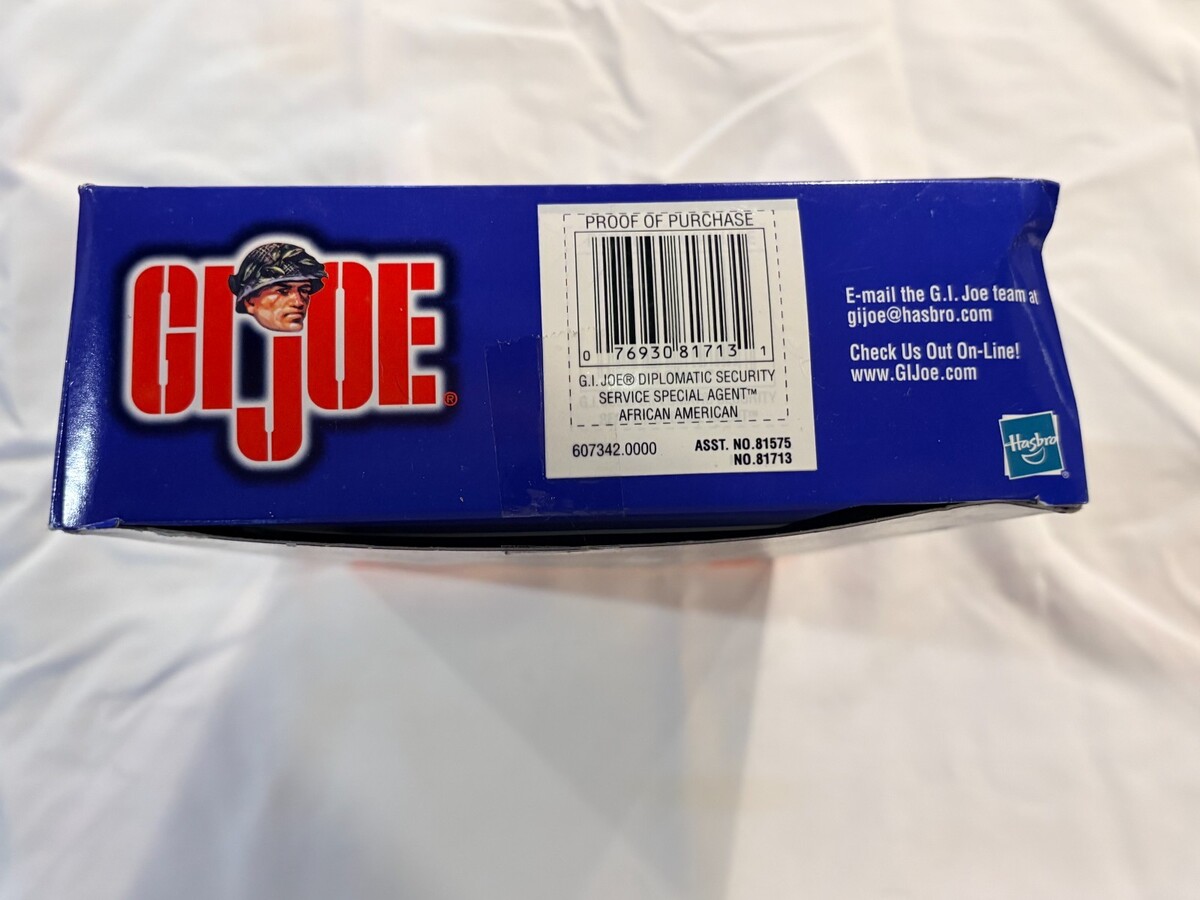 GIJOE®
PROOF OF PURCHASE
0 76930 81713 1
G.I. JOE® DIPLOMATIC SECURITY
SERVICE SPECIAL AGENT™
AFRICAN AMERICAN
607342.0000 ASST. NO.81575
NO.81713
E-mail the G.I. Joe team at
gijoe@hasbro.com
Check Us Out On-Line!
www.GIJoe.com
Hasbro®